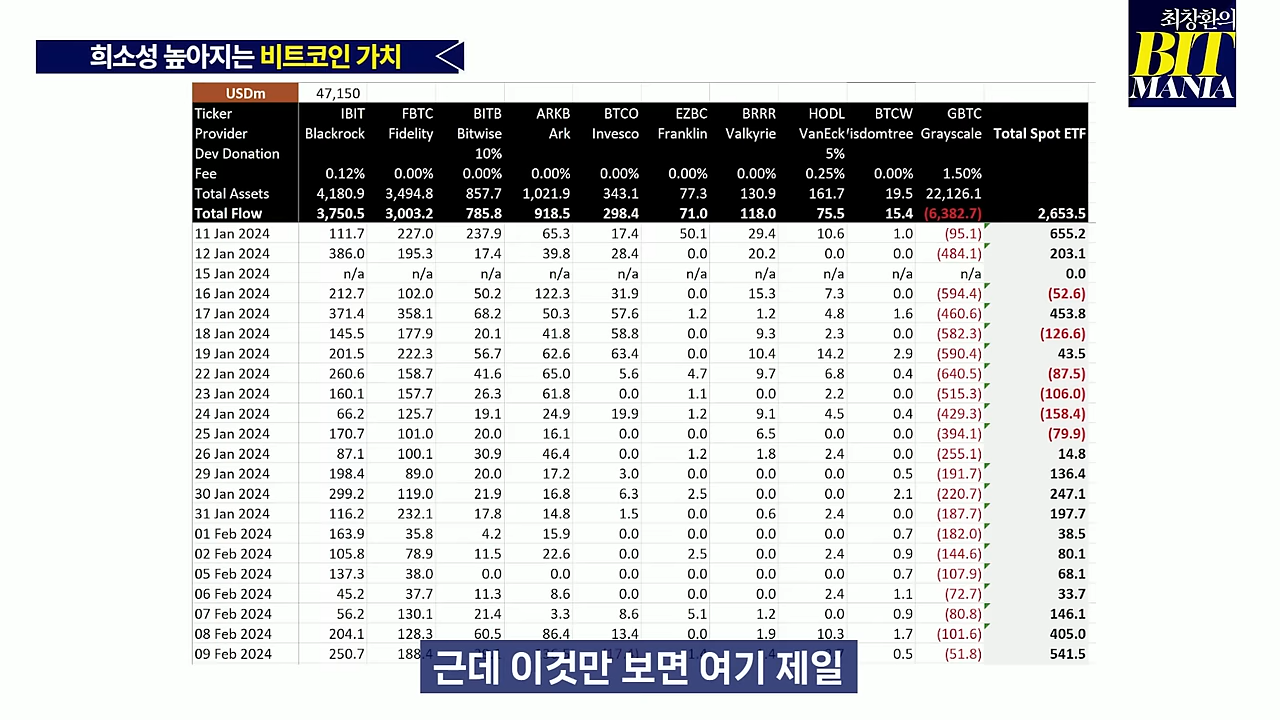 최창환의
BIT
MANIA
희소성 높아지는 비트코인 가치
USDm 47,150
Ticker IBIT FBTC BITB ARKB BTCO EZBC BRRR HODL BTCW GBTC
Provider Blackrock Fidelity Bitwise Ark Invesco Franklin Valkyrie VanEck isdomtree Grayscale Total Spot ETF
Dev Donation 10% 5%
Fee 0.12% 0.00% 0.00% 0.00% 0.00% 0.00% 0.00% 0.25% 0.00% 1.50%
Total Assets 4,180.9 3,494.8 857.7 1,021.9 343.1 77.3 130.9 161.7 19.5 22,126.1
Total Flow 3,750.5 3,003.2 785.8 918.5 298.4 71.0 118.0 75.5 15.4 (6,382.7) 2,653.5
11 Jan 2024 111.7 227.0 237.9 65.3 17.4 50.1 29.4 10.6 1.0 (95.1) 655.2
12 Jan 2024 386.0 195.3 17.4 39.8 28.4 0.0 20.2 0.0 0.0 (484.1) 203.1
15 Jan 2024 n/a n/a n/a n/a n/a n/a n/a n/a n/a n/a 0.0
16 Jan 2024 212.7 102.0 50.2 122.3 31.9 0.0 15.3 7.3 0.0 (594.4) (52.6)
17 Jan 2024 371.4 358.1 68.2 50.3 57.6 1.2 1.2 4.8 1.6 (460.6) 453.8
18 Jan 2024 145.5 177.9 20.1 41.8 58.8 0.0 9.3 2.3 0.0 (582.3) (126.6)
19 Jan 2024 201.5 222.3 56.7 62.6 63.4 0.0 10.4 14.2 2.9 (590.4) 43.5
22 Jan 2024 260.6 158.7 41.6 65.0 5.6 4.7 9.7 6.8 0.4 (640.5) (87.5)
23 Jan 2024 160.1 157.7 26.3 61.8 0.0 1.1 0.0 2.2 0.0 (515.3) (106.0)
24 Jan 2024 66.2 125.7 19.1 24.9 19.9 1.2 9.1 4.5 0.4 (429.3) (158.4)
25 Jan 2024 170.7 101.0 20.0 16.1 0.0 0.0 6.5 0.0 0.0 (394.1) (79.9)
26 Jan 2024 87.1 100.1 30.9 46.4 0.0 1.2 1.8 2.4 0.0 (255.1) 14.8
29 Jan 2024 198.4 89.0 20.0 17.2 3.0 0.0 0.0 0.0 0.5 (191.7) 136.4
30 Jan 2024 299.2 119.0 21.9 16.8 6.3 2.5 0.0 0.0 2.1 (220.7) 247.1
31 Jan 2024 116.2 232.1 17.8 14.8 1.5 0.0 0.6 2.4 0.0 (187.7) 197.7
01 Feb 2024 163.9 35.8 4.2 15.9 0.0 0.0 0.0 0.0 0.7 (182.0) 38.5
02 Feb 2024 105.8 78.9 11.5 22.6 0.0 2.5 0.0 2.4 0.9 (144.6) 80.1
05 Feb 2024 137.3 38.0 0.0 0.0 0.0 0.0 0.0 0.0 0.7 (107.9) 68.1
06 Feb 2024 45.2 37.7 11.3 8.6 0.0 0.0 0.0 2.4 1.1 (72.7) 33.7
07 Feb 2024 56.2 130.1 21.4 3.3 8.6 5.1 1.2 0.0 0.9 (80.8) 146.1
08 Feb 2024 204.1 128.3 60.5 86.4 13.4 0.0 1.9 10.3 1.7 (101.6) 405.0
09 Feb 2024 250.7 0.5 (51.8) 541.5
근데 이것만 보면 여기 제일